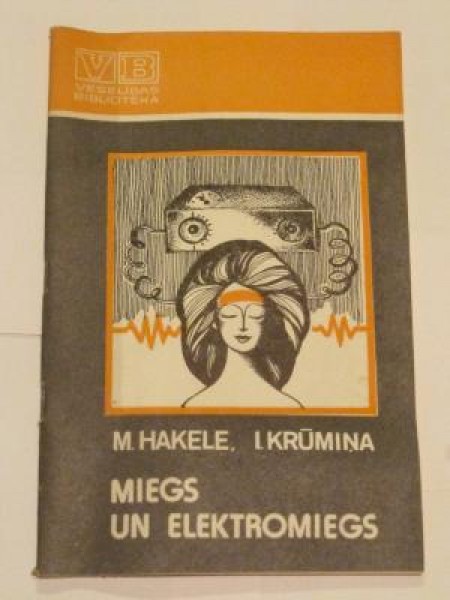 VB
VESELĪBAS
BIBLIOTĒKA
M. HAKELE, I. KRŪMIŅA
MIEGS
UN ELEKTROMIEGS